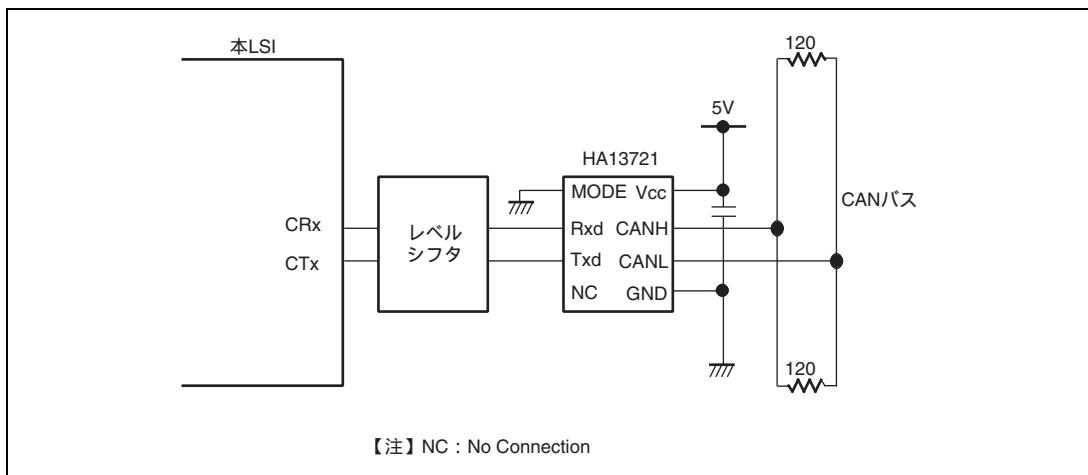 本LSI
120
5V
HA13721
MODE Vcc
CANバス
CRx
レベル
シフタ
Rxd CANH
CTx
Txd CANL
NC GND
120
【注】NC：No Connection